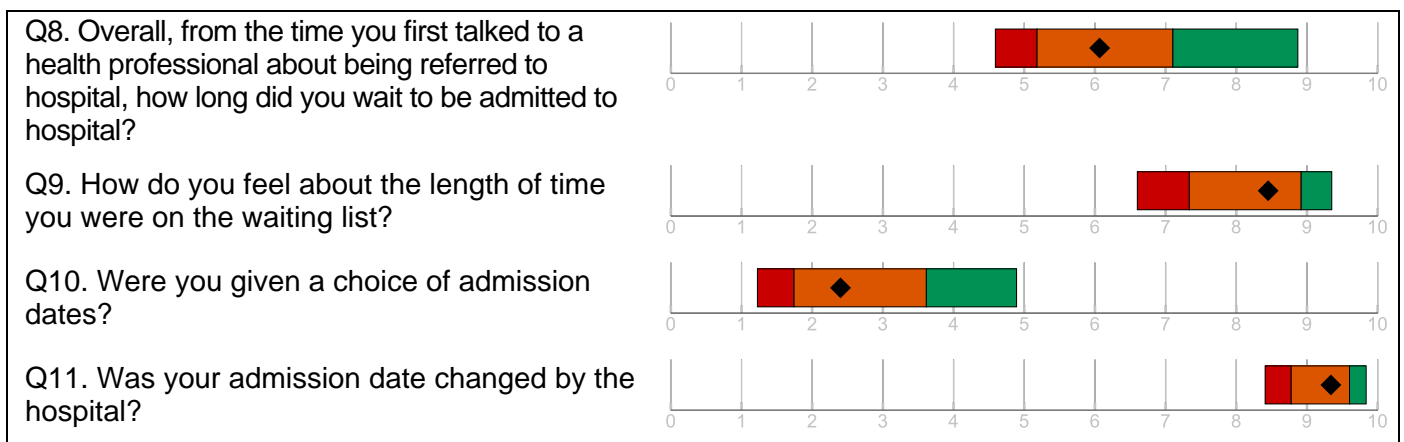 Q8. Overall, from the time you first talked to a
health professional about being referred to
hospital, how long did you wait to be admitted to
hospital?
0 1 2 3 4 5 6 7 8 9 10
Q9. How do you feel about the length of time
you were on the waiting list?
0 1 2 3 4 5 6 7 8 9 10
Q10. Were you given a choice of admission
dates?
0 1 2 3 4 5 6 7 8 9 10
Q11. Was your admission date changed by the
hospital?
0 1 2 3 4 5 6 7 8 9 10